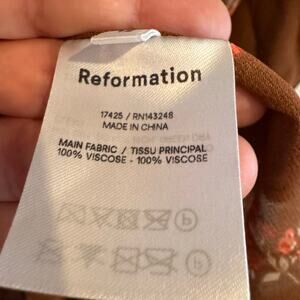 Reformation
17425 / RN143248
MADE IN CHINA
MAIN FABRIC / TISSU PRINCIPAL
100% VISCOSE - 100% VISCOSE